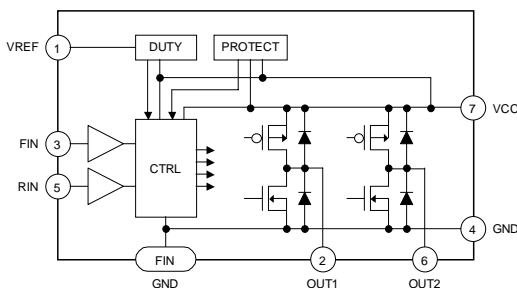 VREF 1 DUTY PROTECT
7 VCC
FIN 3
CTRL
RIN 5
4 GND
FIN 2 6
GND OUT1 OUT2